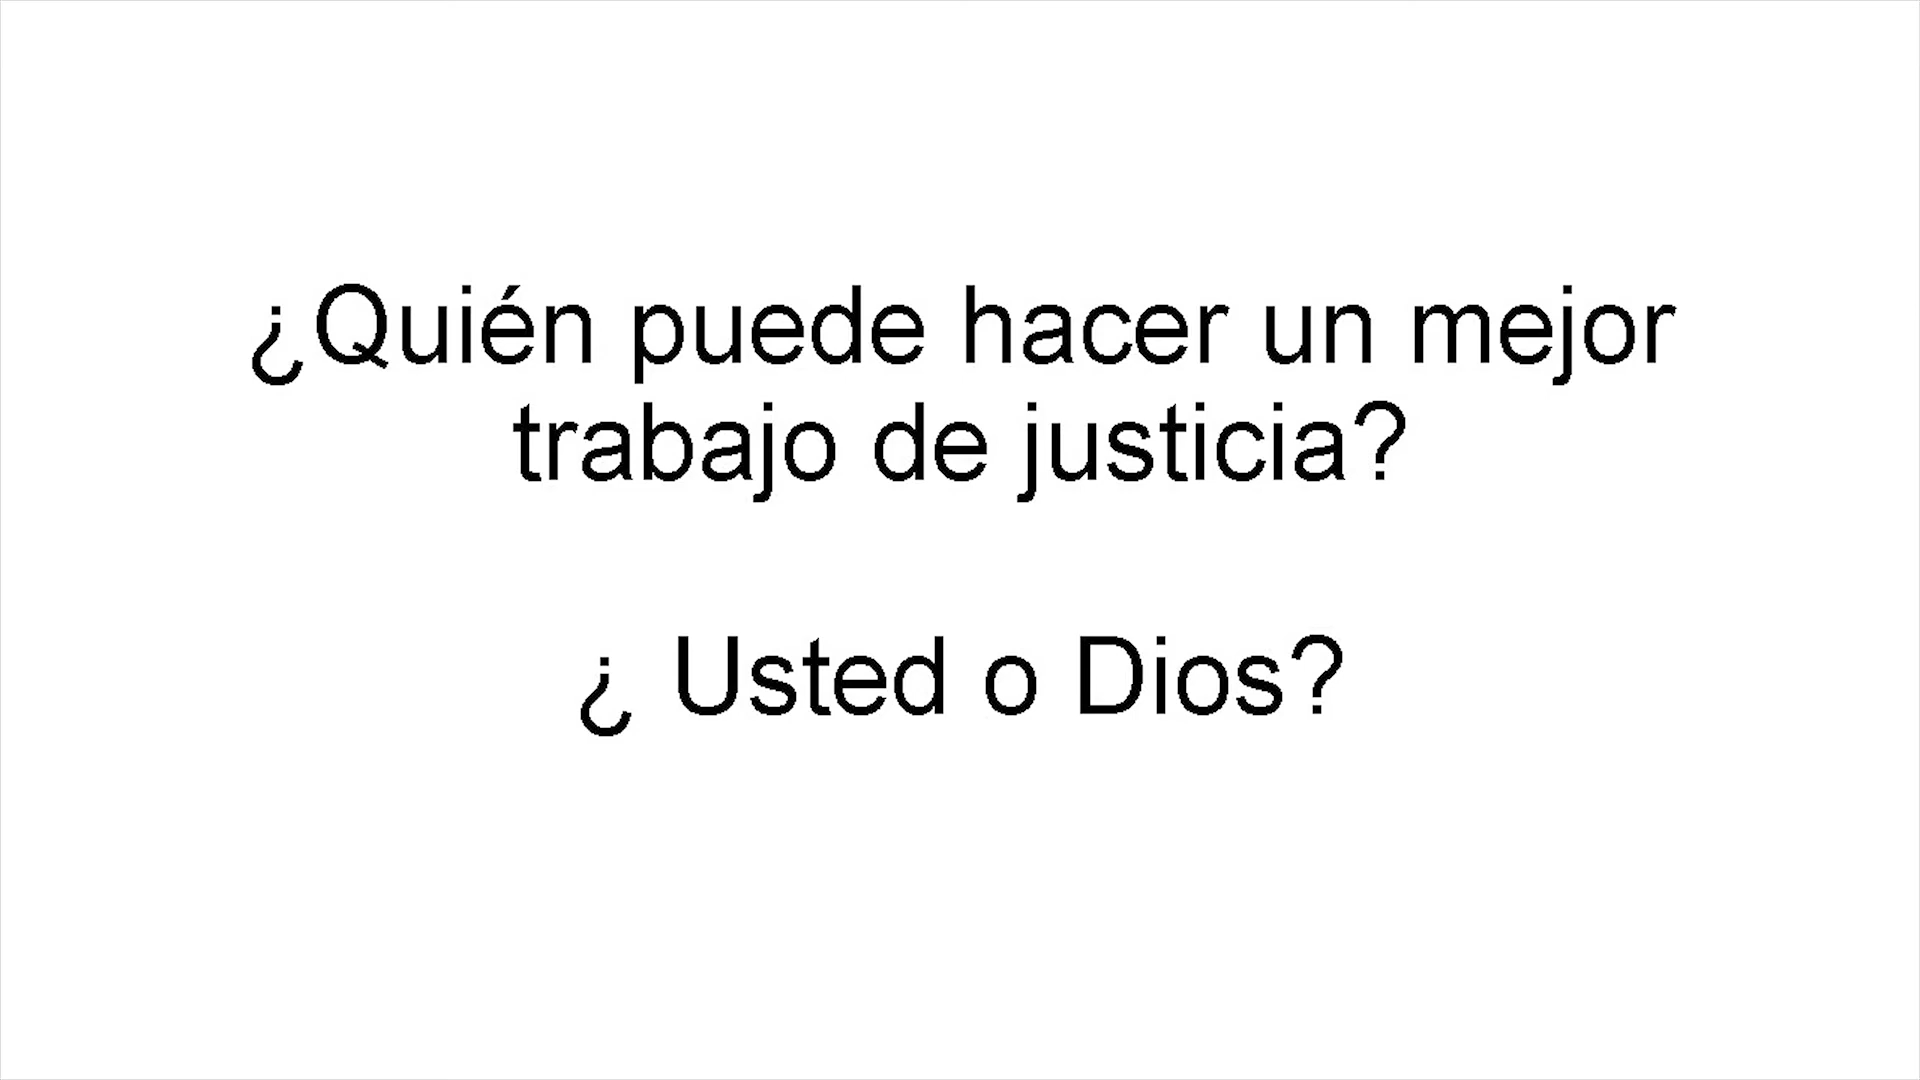 ¿Quién puede hacer un mejor
trabajo de justicia?
¿ Usted o Dios?